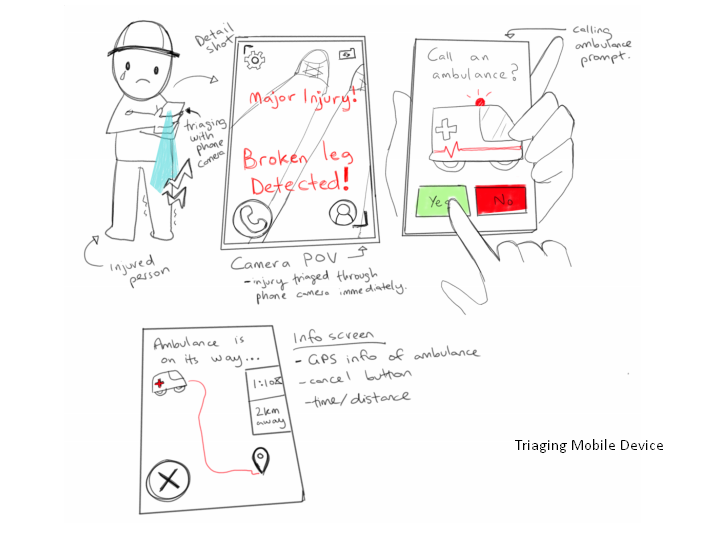 Detail
shot
triaging
with
phone
camera
injured
person
Major Injury!
Broken leg
Detected!
Camera POV
- injury triaged through
phone camera immediately.
Call an
ambulance?
Yes
No
calling
ambulance
prompt.
Ambulance is
on its way...
2km
away
Info screen
- GPS info of ambulance
- cancel button
- time/distance
Triaging Mobile Device